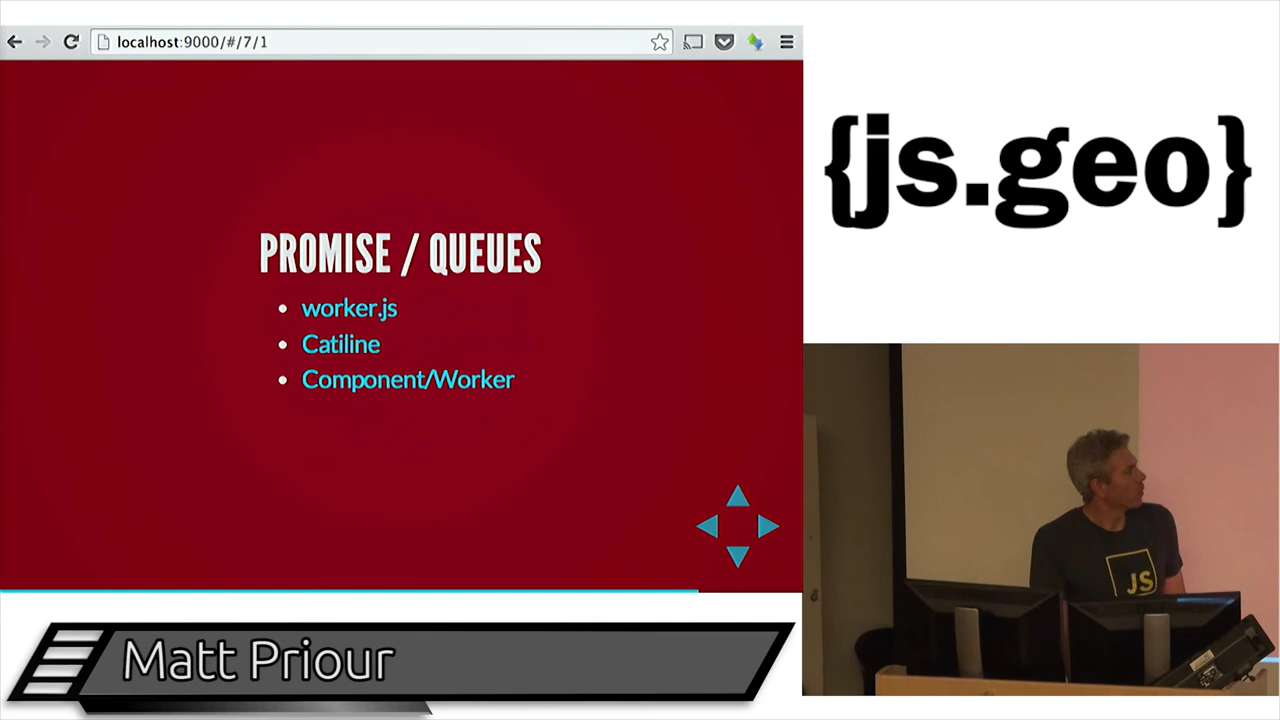 localhost:9000/#/7/1
{js.geo}
PROMISE / QUEUES
worker.js
Catiline
Component/Worker
JS
Matt Priour